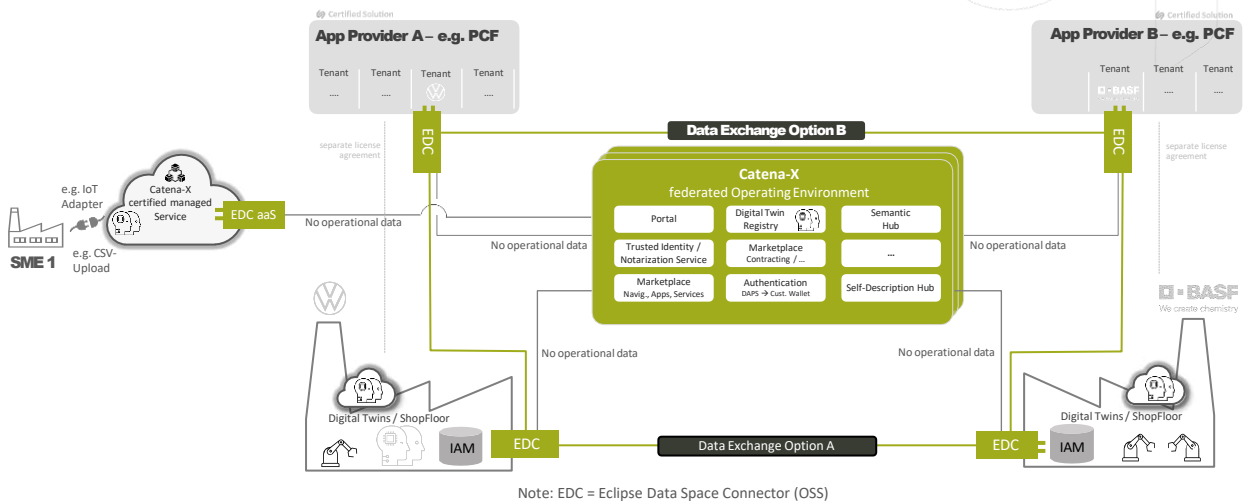 Certified Solution
App Provider A – e.g. PCF
Tenant Tenant Tenant Tenant
.... .... ....
EDC
separate license
agreement
Certified Solution
App Provider B – e.g. PCF
Tenant Tenant Tenant
BASF .... ....
EDC
separate license
agreement
Data Exchange Option B
Catena-X
federated Operating Environment
Portal
Digital Twin
Registry
Semantic
Hub
Trusted Identity /
Notarization Service
Marketplace
Contracting / ...
...
Marketplace
Navig., Apps, Services
Authentication
DAPS → Cust. Wallet
Self-Description Hub
e.g. IoT
Adapter
Catena-X
certified managed
Service
EDC aaS
No operational data
SME 1
e.g. CSV-
Upload
No operational data
No operational data
No operational data
No operational data
BASF
We create chemistry
Digital Twins / ShopFloor
IAM
EDC
Data Exchange Option A
EDC
IAM
Digital Twins / ShopFloor
Note: EDC = Eclipse Data Space Connector (OSS)